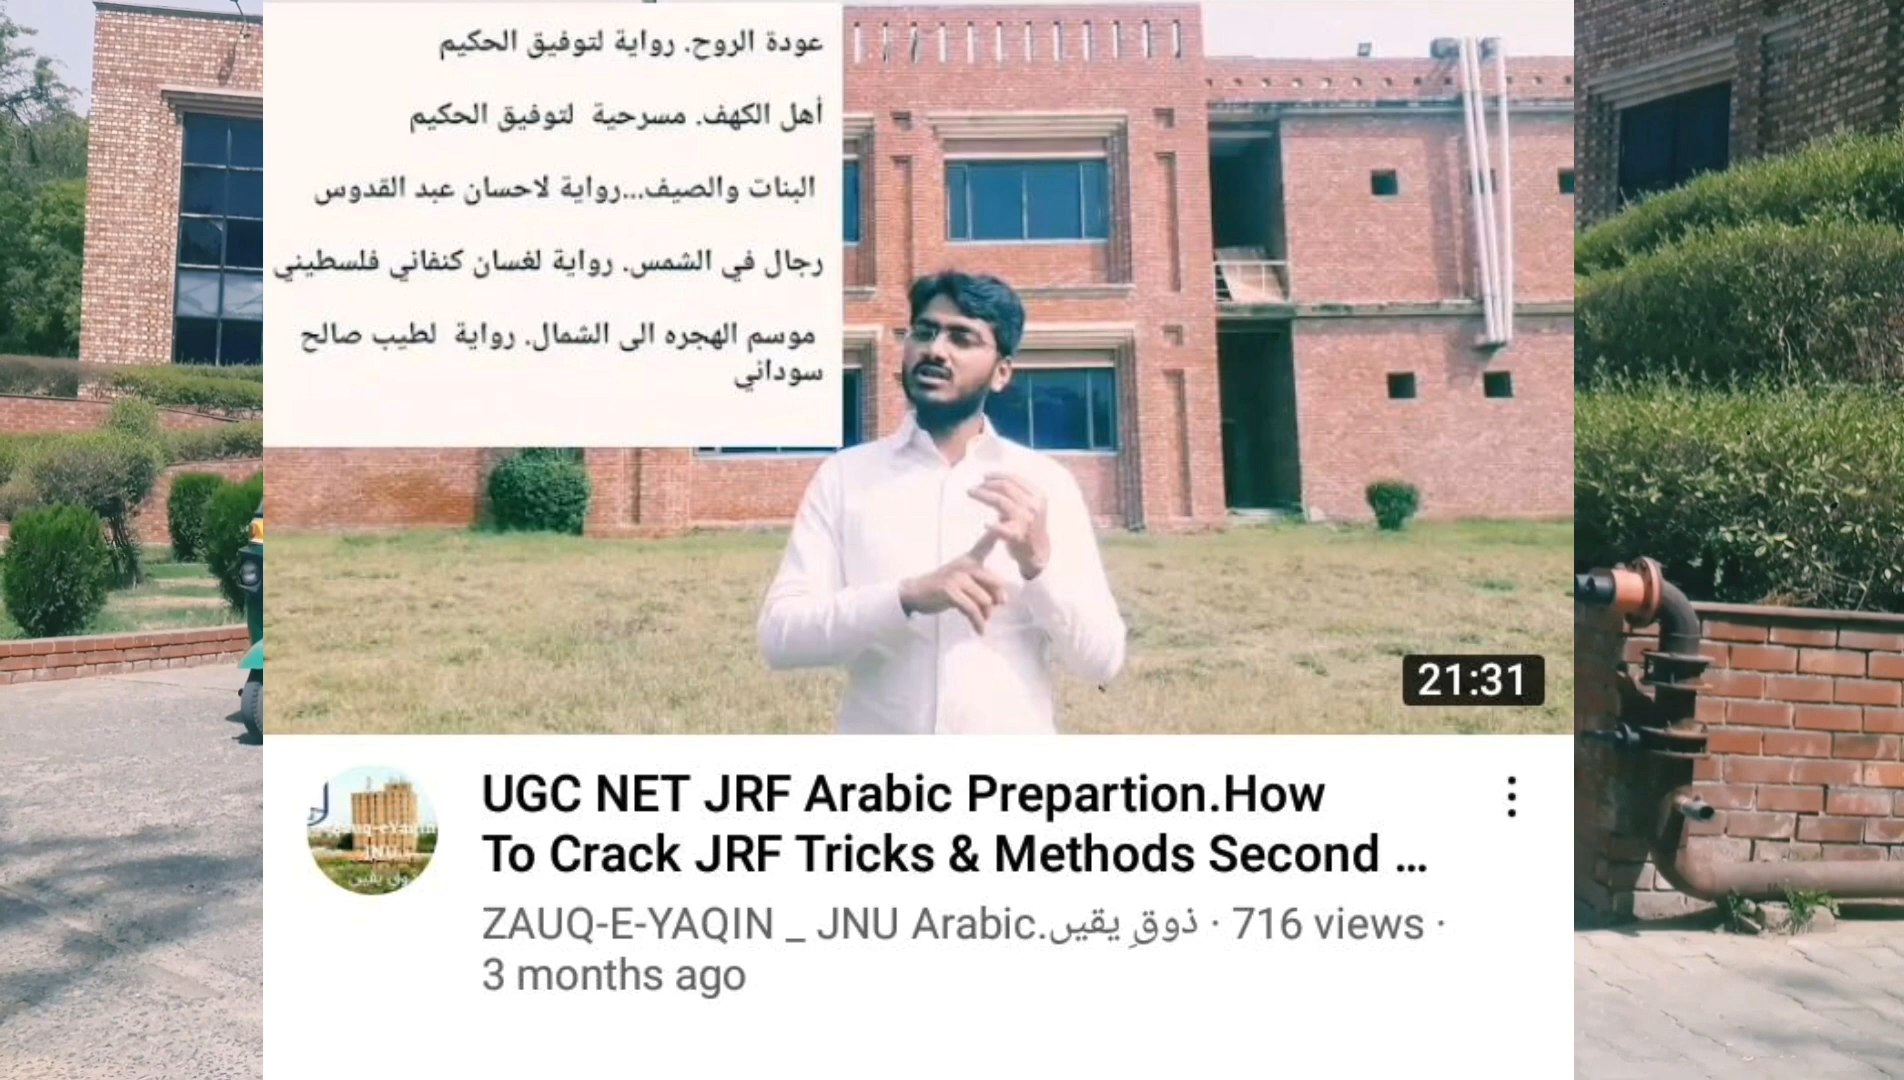 عودة الروح. رواية لتوفيق الحكيم
أهل الكهف. مسرحية لتوفيق الحكيم
البنات والصيف...رواية لاحسان عبد القدوس
رجال في الشمس. رواية لغسان كنفاني فلسطيني
موسم الهجره الى الشمال. رواية لطيب صالح
سوداني
21:31
UGC NET JRF Arabic Prepartion.How
To Crack JRF Tricks & Methods Second ...
ZAUQ-E-YAQIN _ JNU Arabic.ذوقِ یقیں · 716 views ·
3 months ago